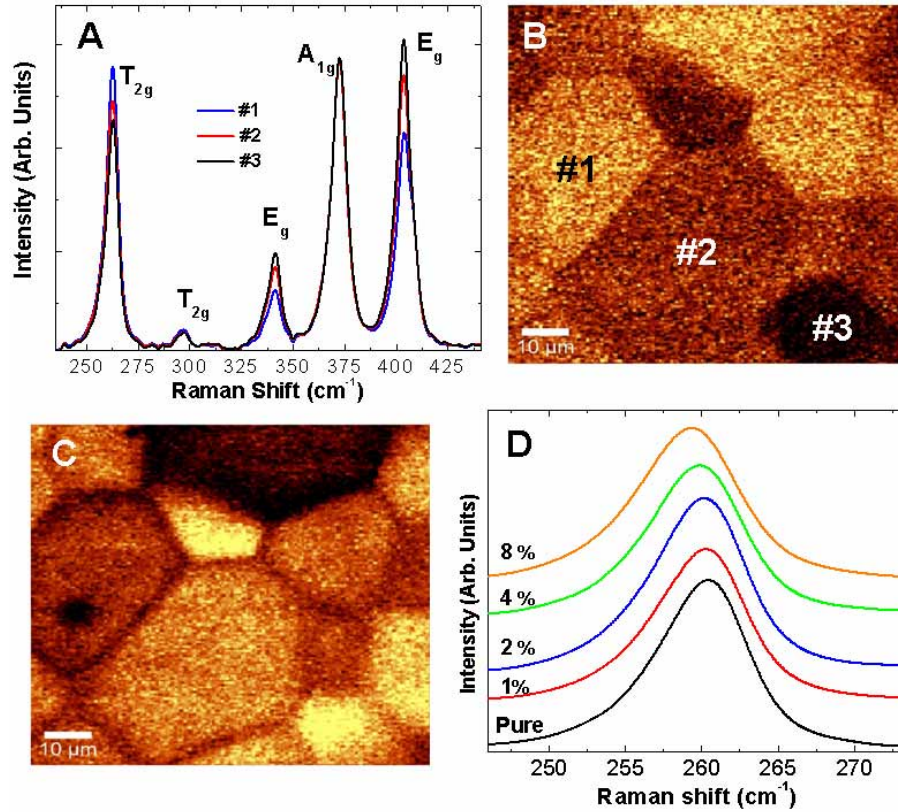 A
T2g
T2g
Eg
A1g
Eg
#1
#2
#3
Intensity (Arb. Units)
250 275 300 325 350 375 400 425
Raman Shift (cm-1)
B
#1
#2
#3
10 µm
C
10 µm
D
8 %
4 %
2 %
1%
Pure
Intensity (Arb. Units)
250 255 260 265 270
Raman shift (cm-1)